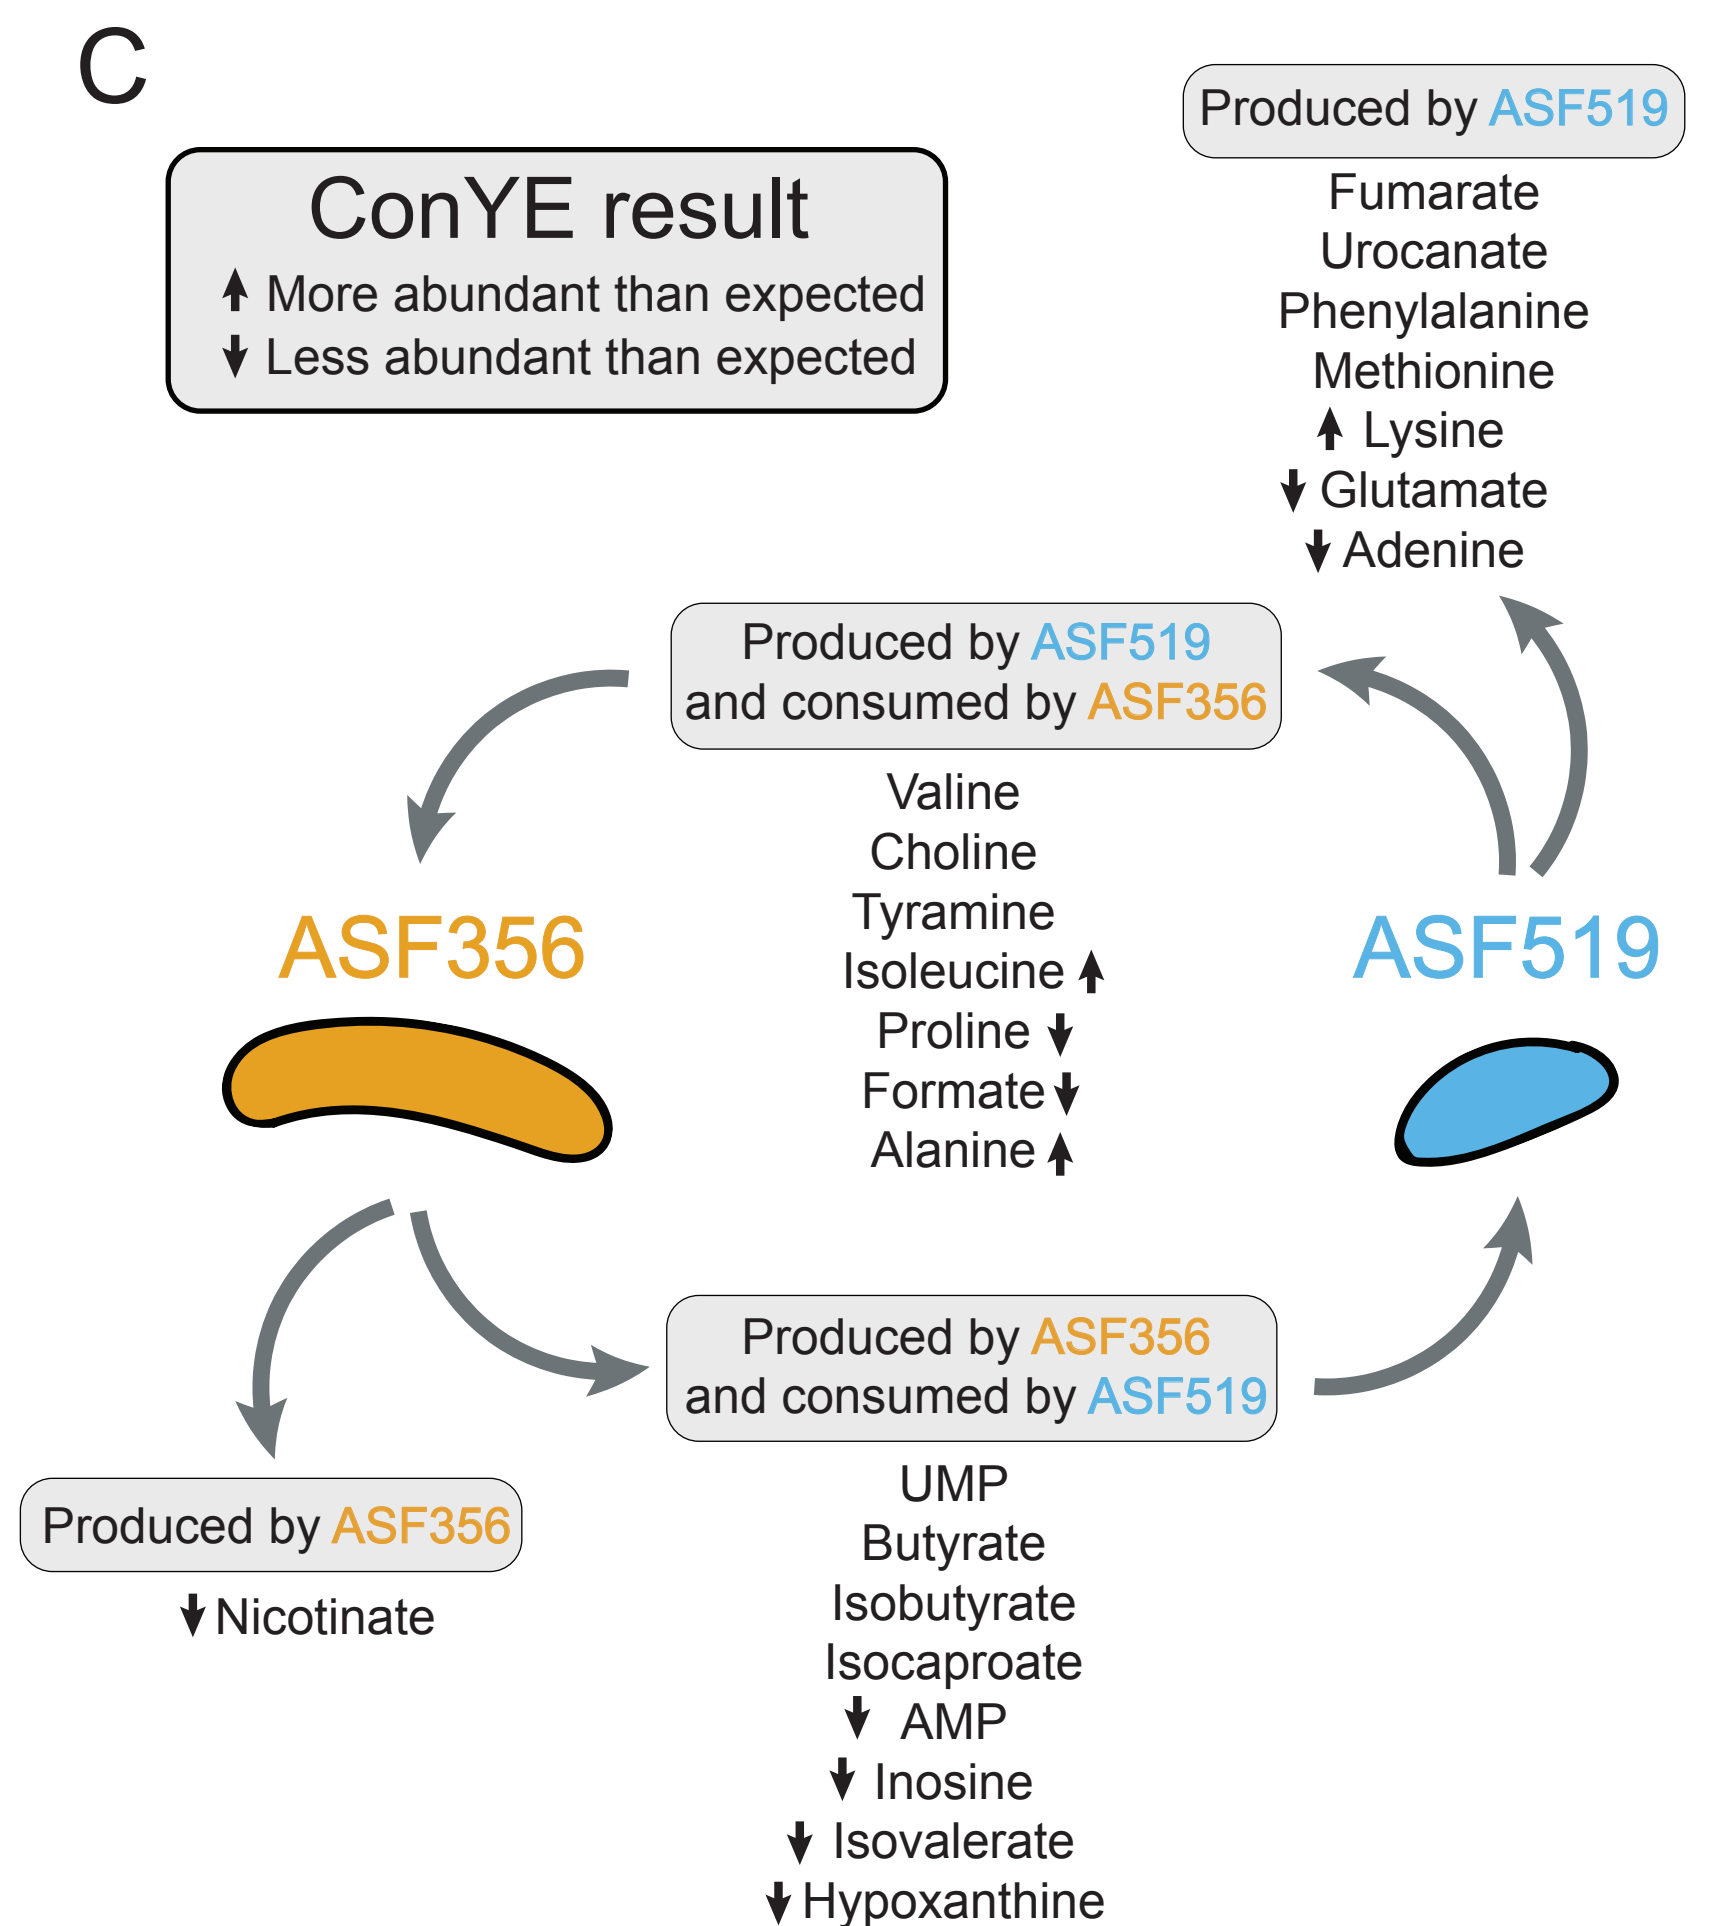 C
ConYE result
↑ More abundant than expected
↓ Less abundant than expected
Produced by ASF519
Fumarate
Urocanate
Phenylalanine
Methionine
↑ Lysine
↓ Glutamate
↓ Adenine
Produced by ASF519
and consumed by ASF356
Valine
Choline
Tyramine
Isoleucine ↑
Proline ↓
Formate ↓
Alanine ↑
ASF356
ASF519
Produced by ASF356
and consumed by ASF519
UMP
Butyrate
Isobutyrate
Isocaproate
↓ AMP
↓ Inosine
↓ Isovalerate
↓ Hypoxanthine
Produced by ASF356
↓ Nicotinate